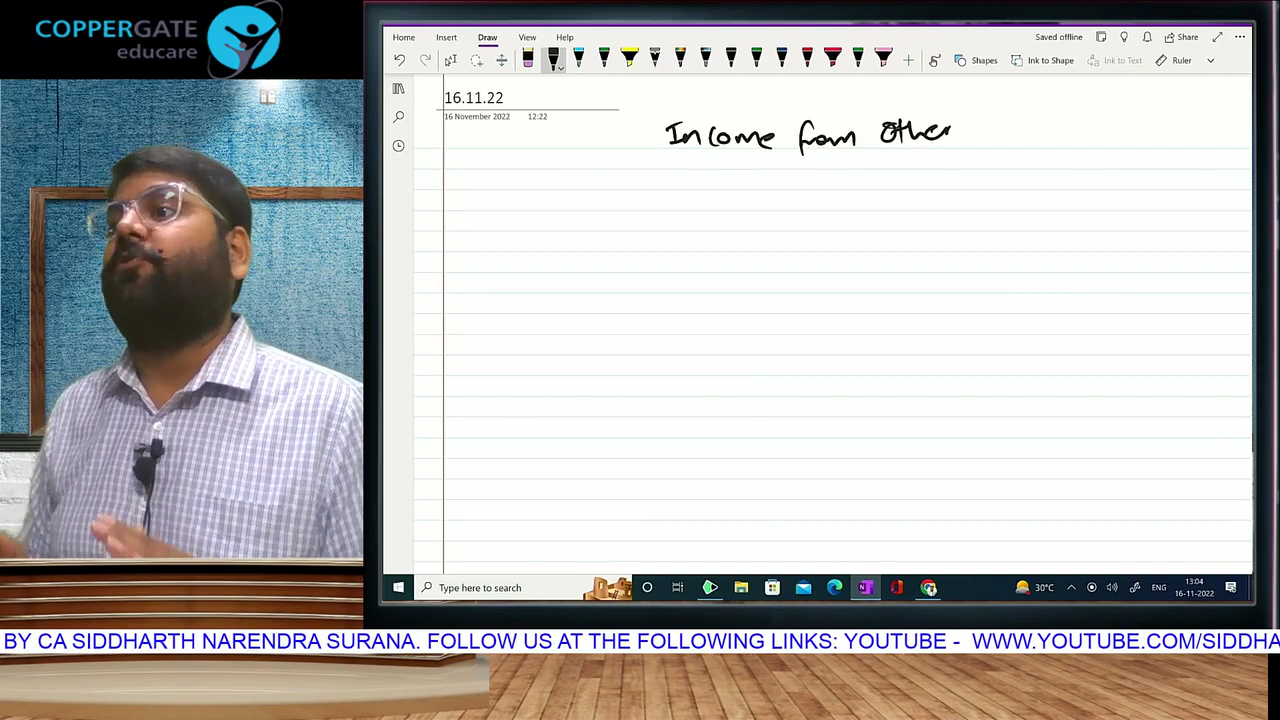 COPPERGATE
educare
Home Insert Draw View Help
Saved offline
Share
Shapes
Ink to Shape
Ink to Text
Ruler
16.11.22
16 November 2022 12:22
Income from Other
Type here to search
30°C
ENG
13:04
16-11-2022
BY CA SIDDHARTH NARENDRA SURANA. FOLLOW US AT THE FOLLOWING LINKS: YOUTUBE - WWW.YOUTUBE.COM/SIDDHA